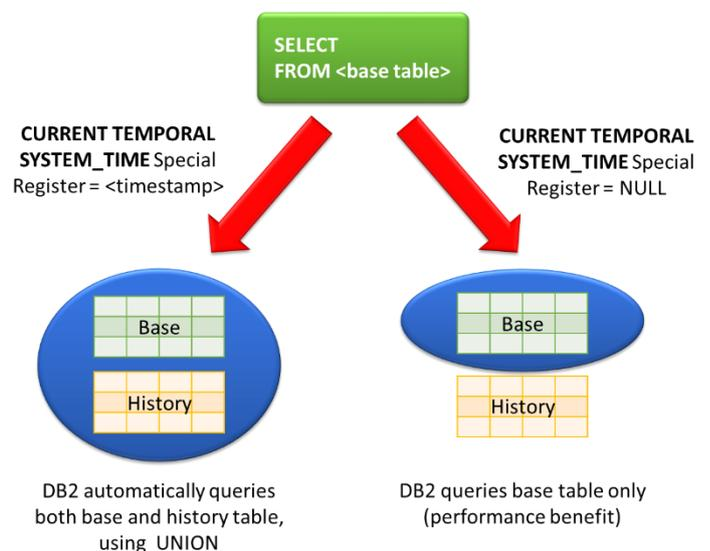 SELECT
FROM <base table>
CURRENT TEMPORAL
SYSTEM_TIME Special
Register = <timestamp>
CURRENT TEMPORAL
SYSTEM_TIME Special
Register = NULL
Base
History
Base
History
DB2 automatically queries
both base and history table,
using UNION
DB2 queries base table only
(performance benefit)